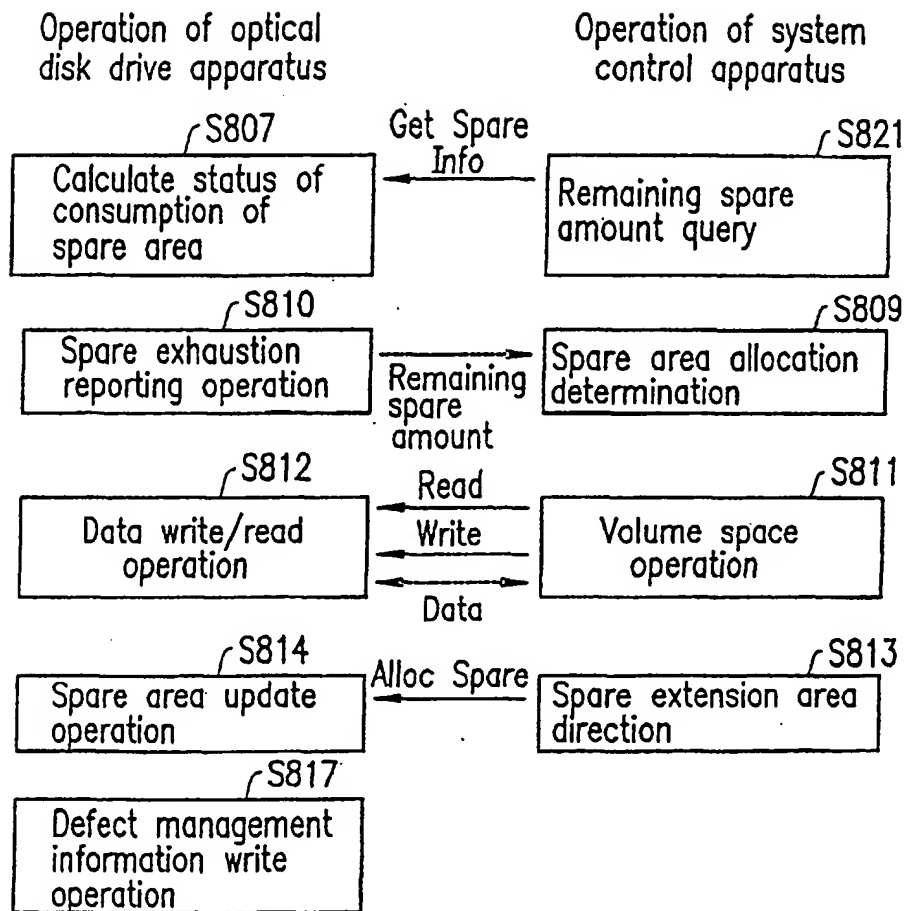 Operation of optical
disk drive apparatus
Operation of system
control apparatus
S807
Get Spare
Info
S821
Calculate status of
consumption of
spare area
Remaining spare
amount query
S810
S809
Spare exhaustion
reporting operation
Remaining
spare
amount
Spare area allocation
determination
S812
Read
S811
Data write/read
operation
Write
Data
Volume space
operation
S814
Alloc Spare
S813
Spare area update
operation
Spare extension area
direction
S817
Defect management
information write
operation